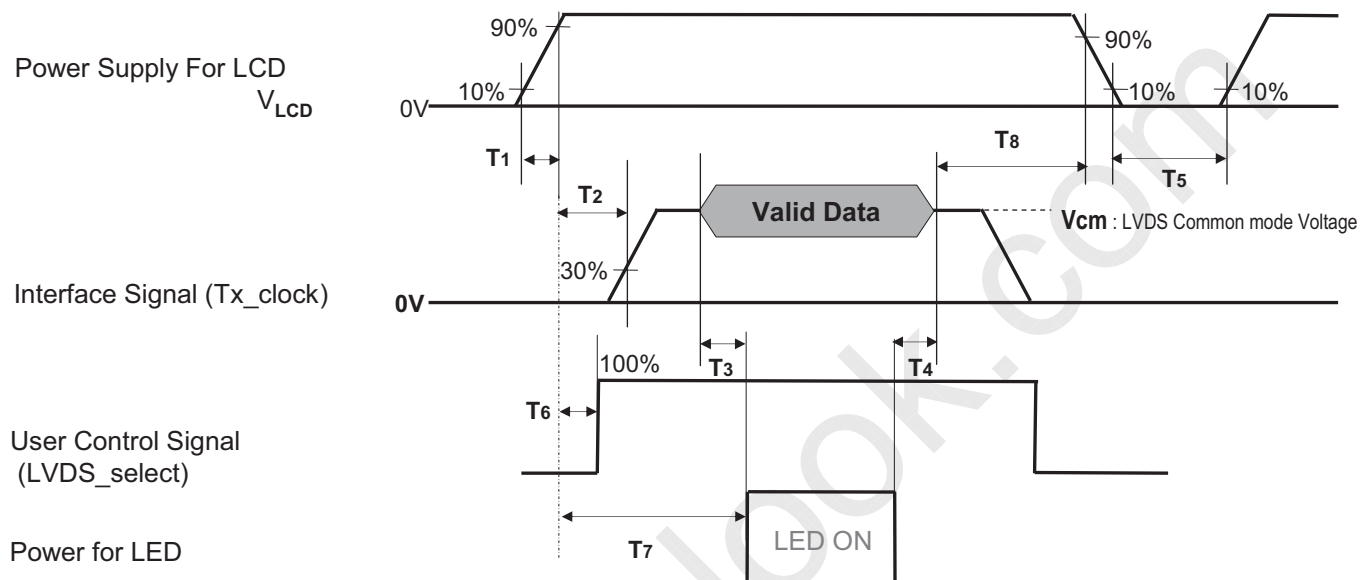 90%
90%
Power Supply For LCD
VLCD
10%
10%
10%
0V
T1
T8
T2
T5
Valid Data
Vcm : LVDS Common mode Voltage
30%
Interface Signal (Tx_clock)
0V
100%
T3
T4
T6
User Control Signal
(LVDS_select)
T7
LED ON
Power for LED
look.com